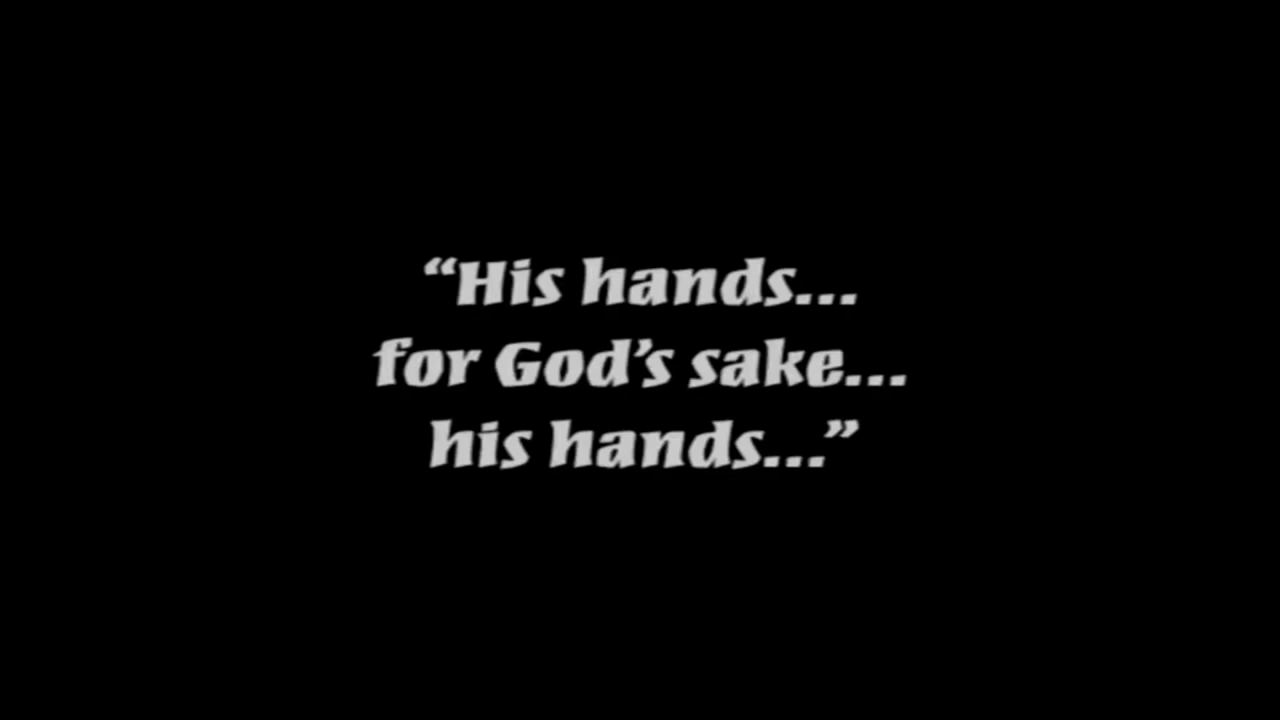 “His hands...
for God’s sake...
his hands...”